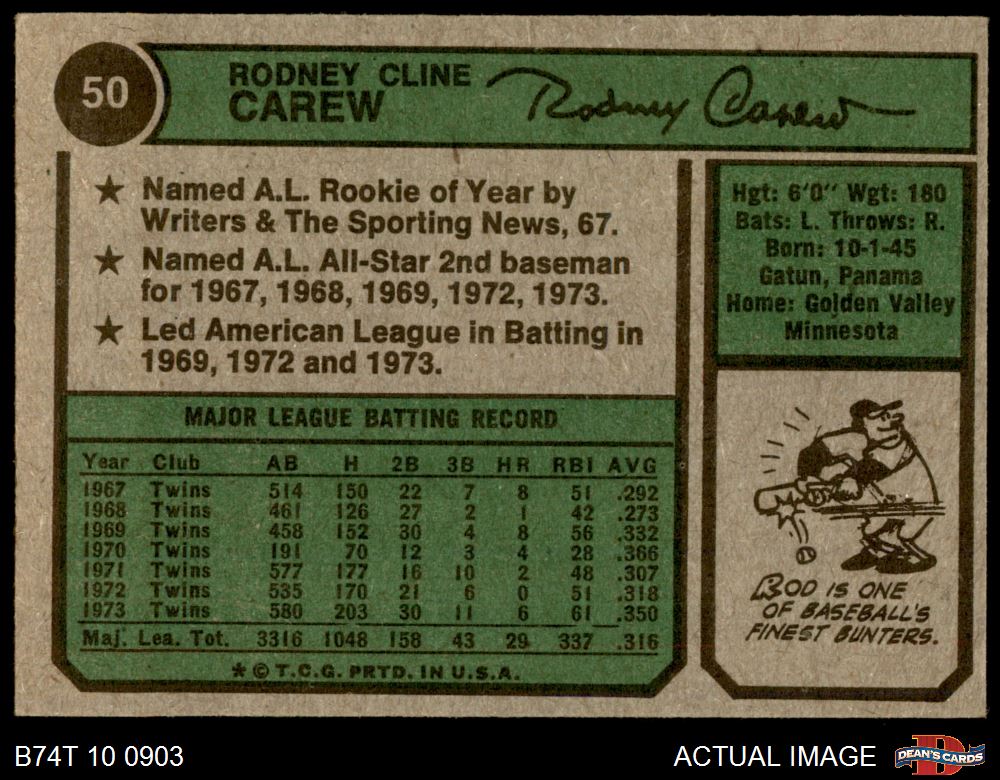 50
RODNEY CLINE
CAREW
Rodney Carew
★ Named A.L. Rookie of Year by
Writers & The Sporting News, 67.
★ Named A.L. All-Star 2nd baseman
for 1967, 1968, 1969, 1972, 1973.
★ Led American League in Batting in
1969, 1972 and 1973.
Hgt: 6'0" Wgt: 180
Bats: L. Throws: R.
Born: 10-1-45
Gatun, Panama
Home: Golden Valley
Minnesota
MAJOR LEAGUE BATTING RECORD
Year Club AB H 2B 3B HR RBI AVG
1967 Twins 514 150 22 7 8 51 .292
1968 Twins 461 126 27 2 1 42 .273
1969 Twins 458 152 30 4 8 56 .332
1970 Twins 191 70 12 3 4 28 .366
1971 Twins 577 177 16 10 2 48 .307
1972 Twins 535 170 21 6 0 51 .318
1973 Twins 580 203 30 11 6 61 .350
Maj. Lea. Tot. 3316 1048 158 43 29 337 .316
* © T.C.G. PRTD. IN U.S.A.
ROD IS ONE
OF BASEBALL'S
FINEST BUNTERS.
B74T 10 0903
ACTUAL IMAGE
D
DEAN'S CARDS